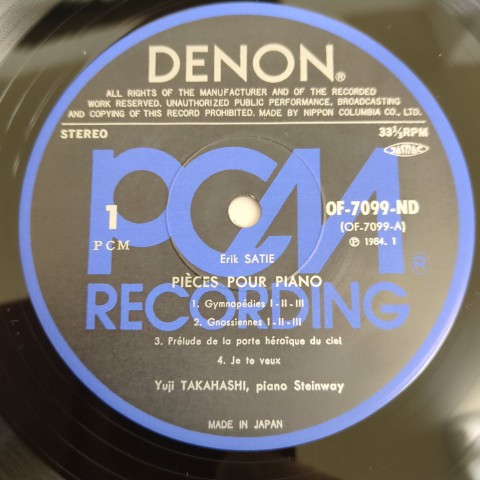 DENON®
ALL RIGHTS OF THE MANUFACTURER AND OF THE RECORDED
WORK RESERVED. UNAUTHORIZED PUBLIC PERFORMANCE, BROADCASTING
AND COPYING OF THIS RECORD PROHIBITED. MADE BY NIPPON COLUMBIA CO., LTD.
STEREO
33⅓RPM
JASRAC
PCM
RECORDING®
1
PCM
OF-7099-ND
(OF-7099-A)
℗ 1984. 1
Erik SATIE
PIÈCES POUR PIANO
1. Gymnopédies I-II-III
2. Gnossiennes I-II-III
3. Prélude de la porte héroïque du ciel
4. Je te veux
Yuji TAKAHASHI, piano Steinway
MADE IN JAPAN